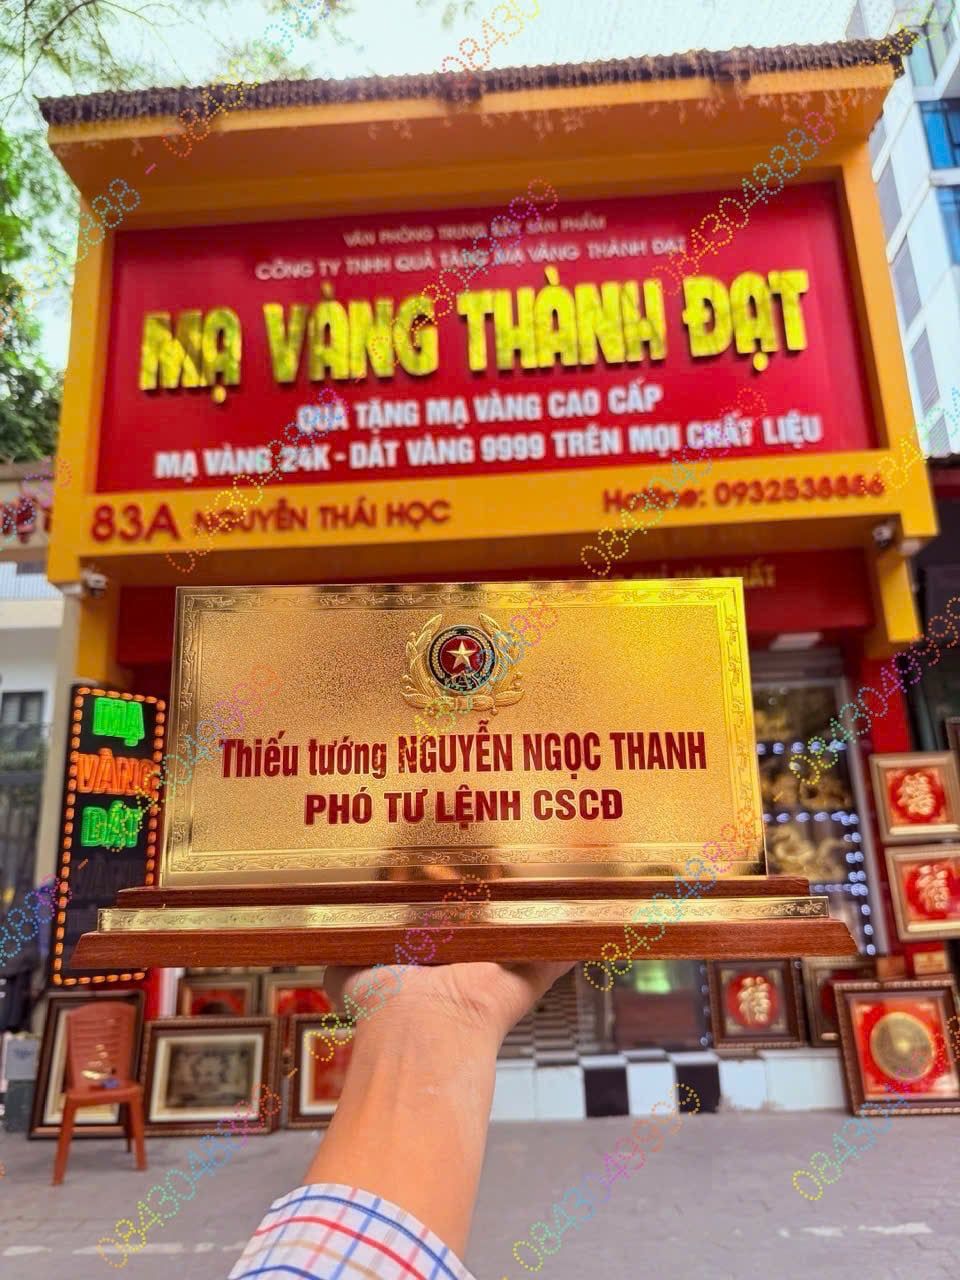 VĂN PHÒNG TRƯNG BÀY SẢN PHẨM
CÔNG TY TNHH QUÀ TẶNG MẠ VÀNG THÀNH ĐẠT
MẠ VÀNG THÀNH ĐẠT
QUÀ TẶNG MẠ VÀNG CAO CẤP
MẠ VÀNG 24K - DÁT VÀNG 9999 TRÊN MỌI CHẤT LIỆU
83A NGUYỄN THÁI HỌC
Hotline: 0932538886
Thiếu tướng NGUYỄN NGỌC THANH
PHÓ TƯ LỆNH CSCĐ
MẠ
VÀNG
DÁT